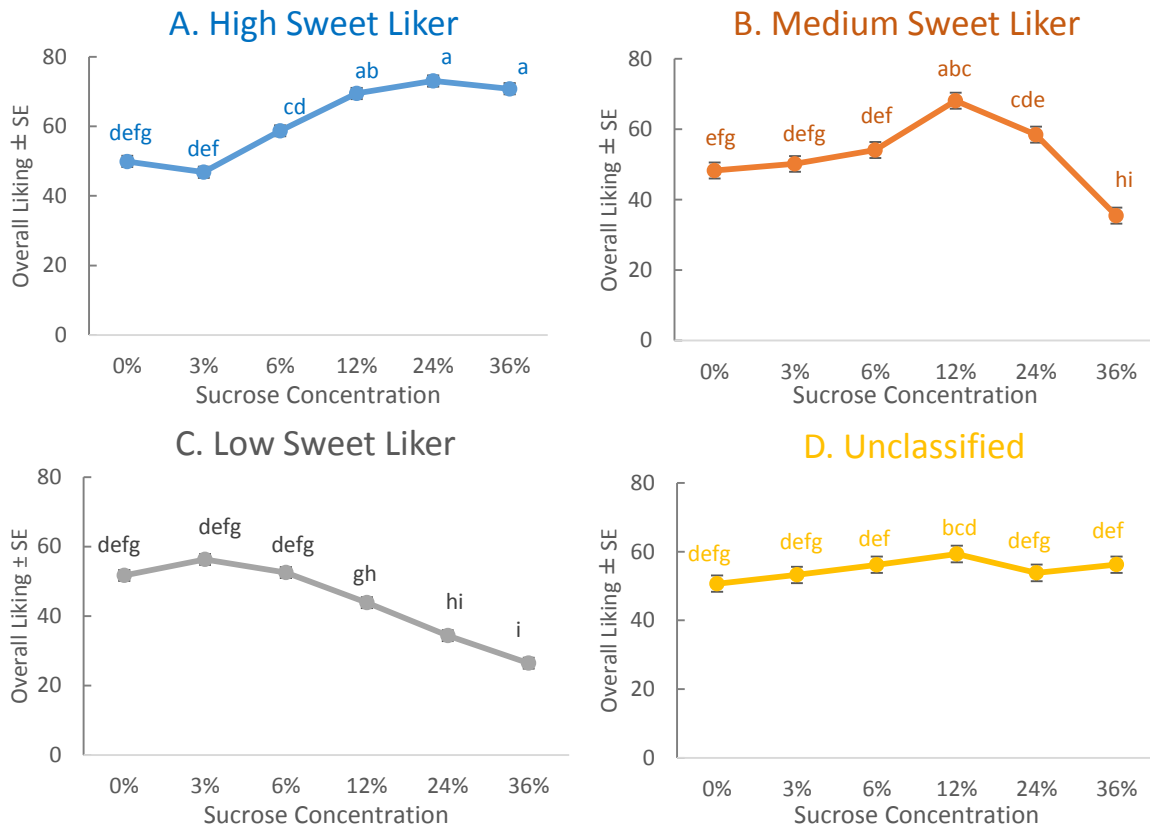 A. High Sweet Liker
Overall Liking ± SE
80
60
40
20
0
defg
def
cd
ab
a
a
0%
3%
6%
12%
24%
36%
Sucrose Concentration
B. Medium Sweet Liker
Overall Liking ± SE
80
60
40
20
0
efg
defg
def
abc
cde
hi
0%
3%
6%
12%
24%
36%
Sucrose Concentration
C. Low Sweet Liker
Overall Liking ± SE
80
60
40
20
0
defg
defg
defg
gh
hi
i
0%
3%
6%
12%
24%
36%
Sucrose Concentration
D. Unclassified
Overall Liking ± SE
80
60
40
20
0
defg
defg
def
bcd
defg
def
0%
3%
6%
12%
24%
36%
Sucrose Concentration